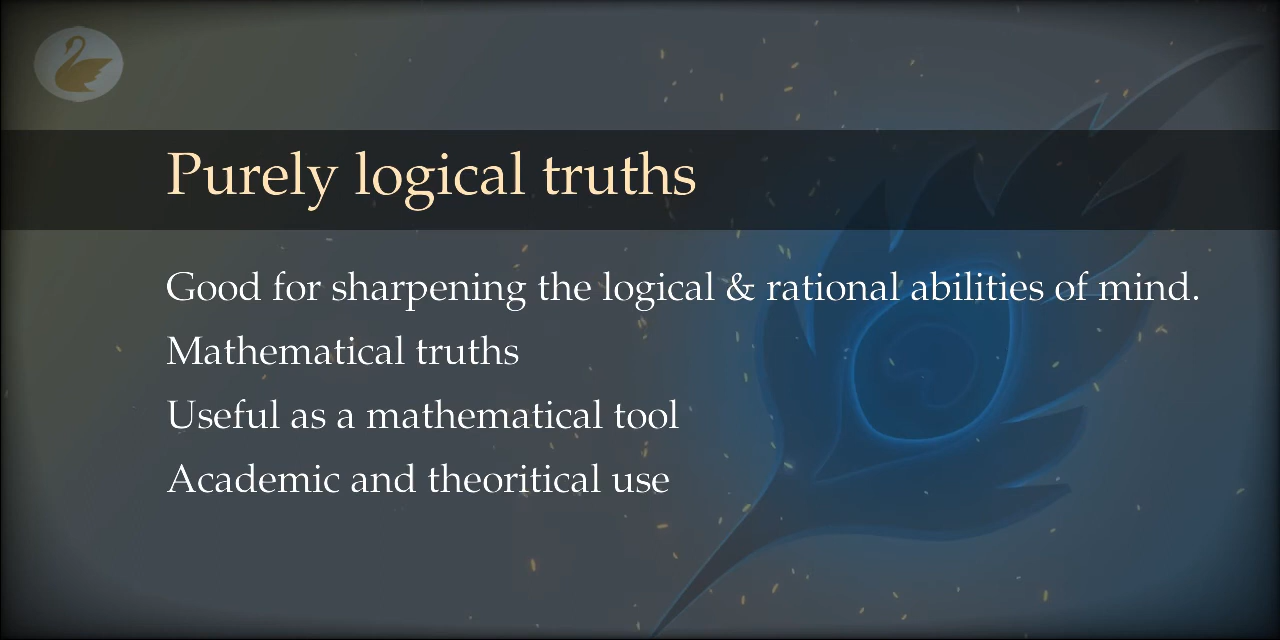 Purely logical truths
Good for sharpening the logical & rational abilities of mind.
Mathematical truths
Useful as a mathematical tool
Academic and theoritical use